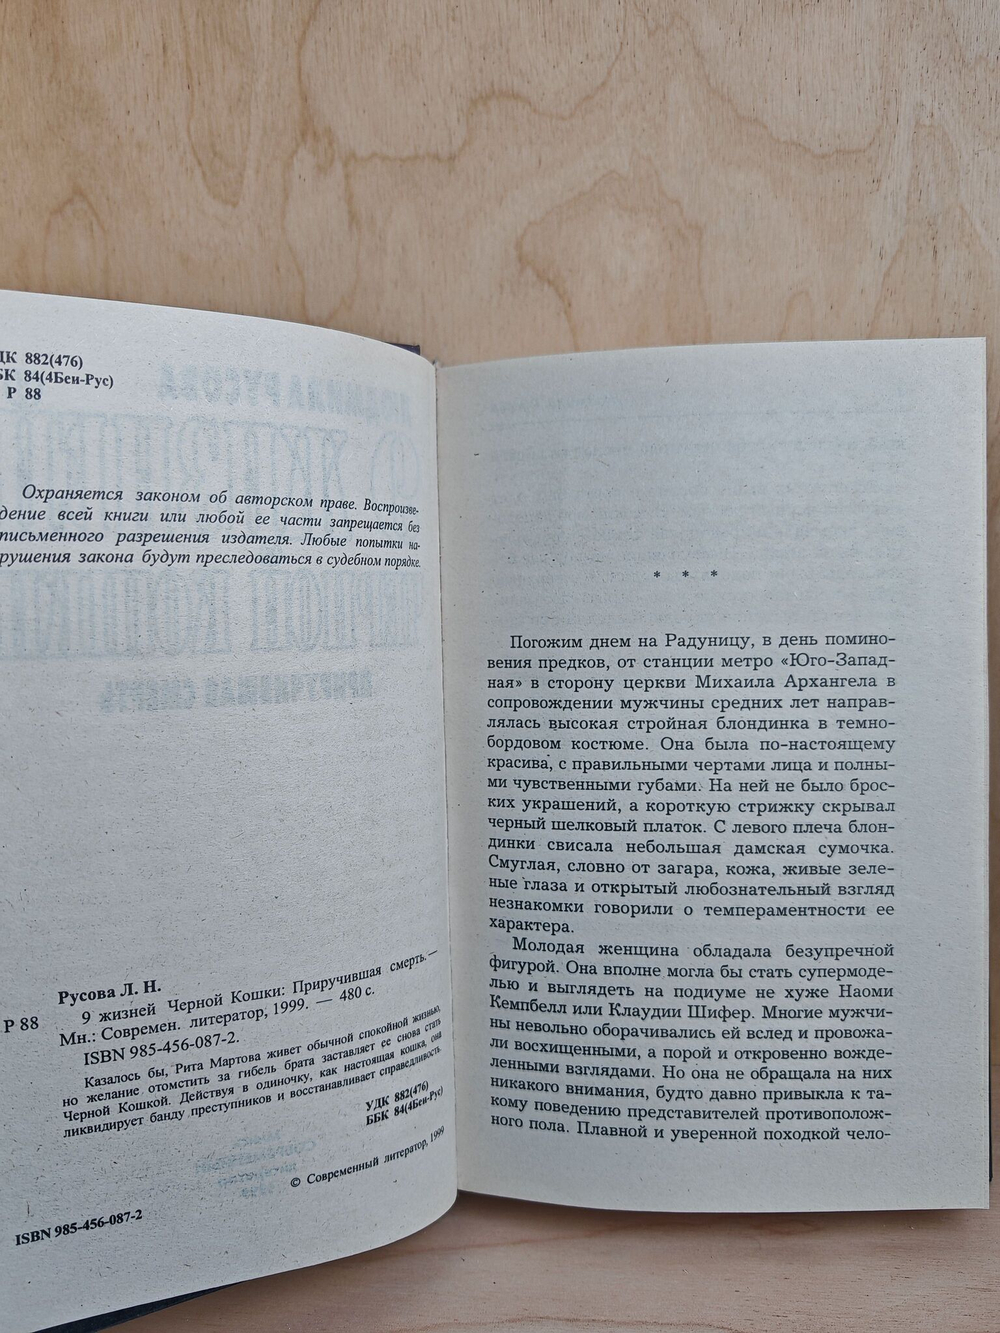 УДК 882(476)
ББК 84(4Беи-Рус)
Р 88
Охраняется законом об авторском праве. Воспроизве-
дение всей книги или любой ее части запрещается без
письменного разрешения издателя. Любые попытки на-
рушения закона будут преследоваться в судебном порядке.
Русова Л. Н.
Р 88
9 жизней Черной Кошки: Приручившая смерть.—
Мн.: Современ. литератор, 1999. — 480 с.
ISBN 985-456-087-2.
Казалось бы, Рита Мартова живет обычной спокойной жизнью,
но желание отомстить за гибель брата заставляет ее снова стать
Черной Кошкой. Действуя в одиночку, как настоящая кошка, она
ликвидирует банду преступников и восстанавливает справедливость.
УДК 882(476)
ББК 84(4Беи-Рус)
© Современный литератор, 1999
ISBN 985-456-087-2
* * *
Погожим днем на Радуницу, в день помино-
вения предков, от станции метро «Юго-Запад-
ная» в сторону церкви Михаила Архангела в
сопровождении мужчины средних лет направ-
лялась высокая стройная блондинка в темно-
бордовом костюме. Она была по-настоящему
красива, с правильными чертами лица и полны-
ми чувственными губами. На ней не было брос-
ких украшений, а короткую стрижку скрывал
черный шелковый платок. С левого плеча блон-
динки свисала небольшая дамская сумочка.
Смуглая, словно от загара, кожа, живые зеле-
ные глаза и открытый любознательный взгляд
незнакомки говорили о темпераментности ее
характера.
Молодая женщина обладала безупречной
фигурой. Она вполне могла бы стать супермоде-
лью и выглядеть на подиуме не хуже Наоми
Кемпбелл или Клаудии Шифер. Многие мужчи-
ны невольно оборачивались ей вслед и провожа-
ли восхищенными, а порой и откровенно вожде-
ленными взглядами. Но она не обращала на них
никакого внимания, будто давно привыкла к та-
кому поведению представителей противополож-
ного пола. Плавной и уверенной походкой чело-